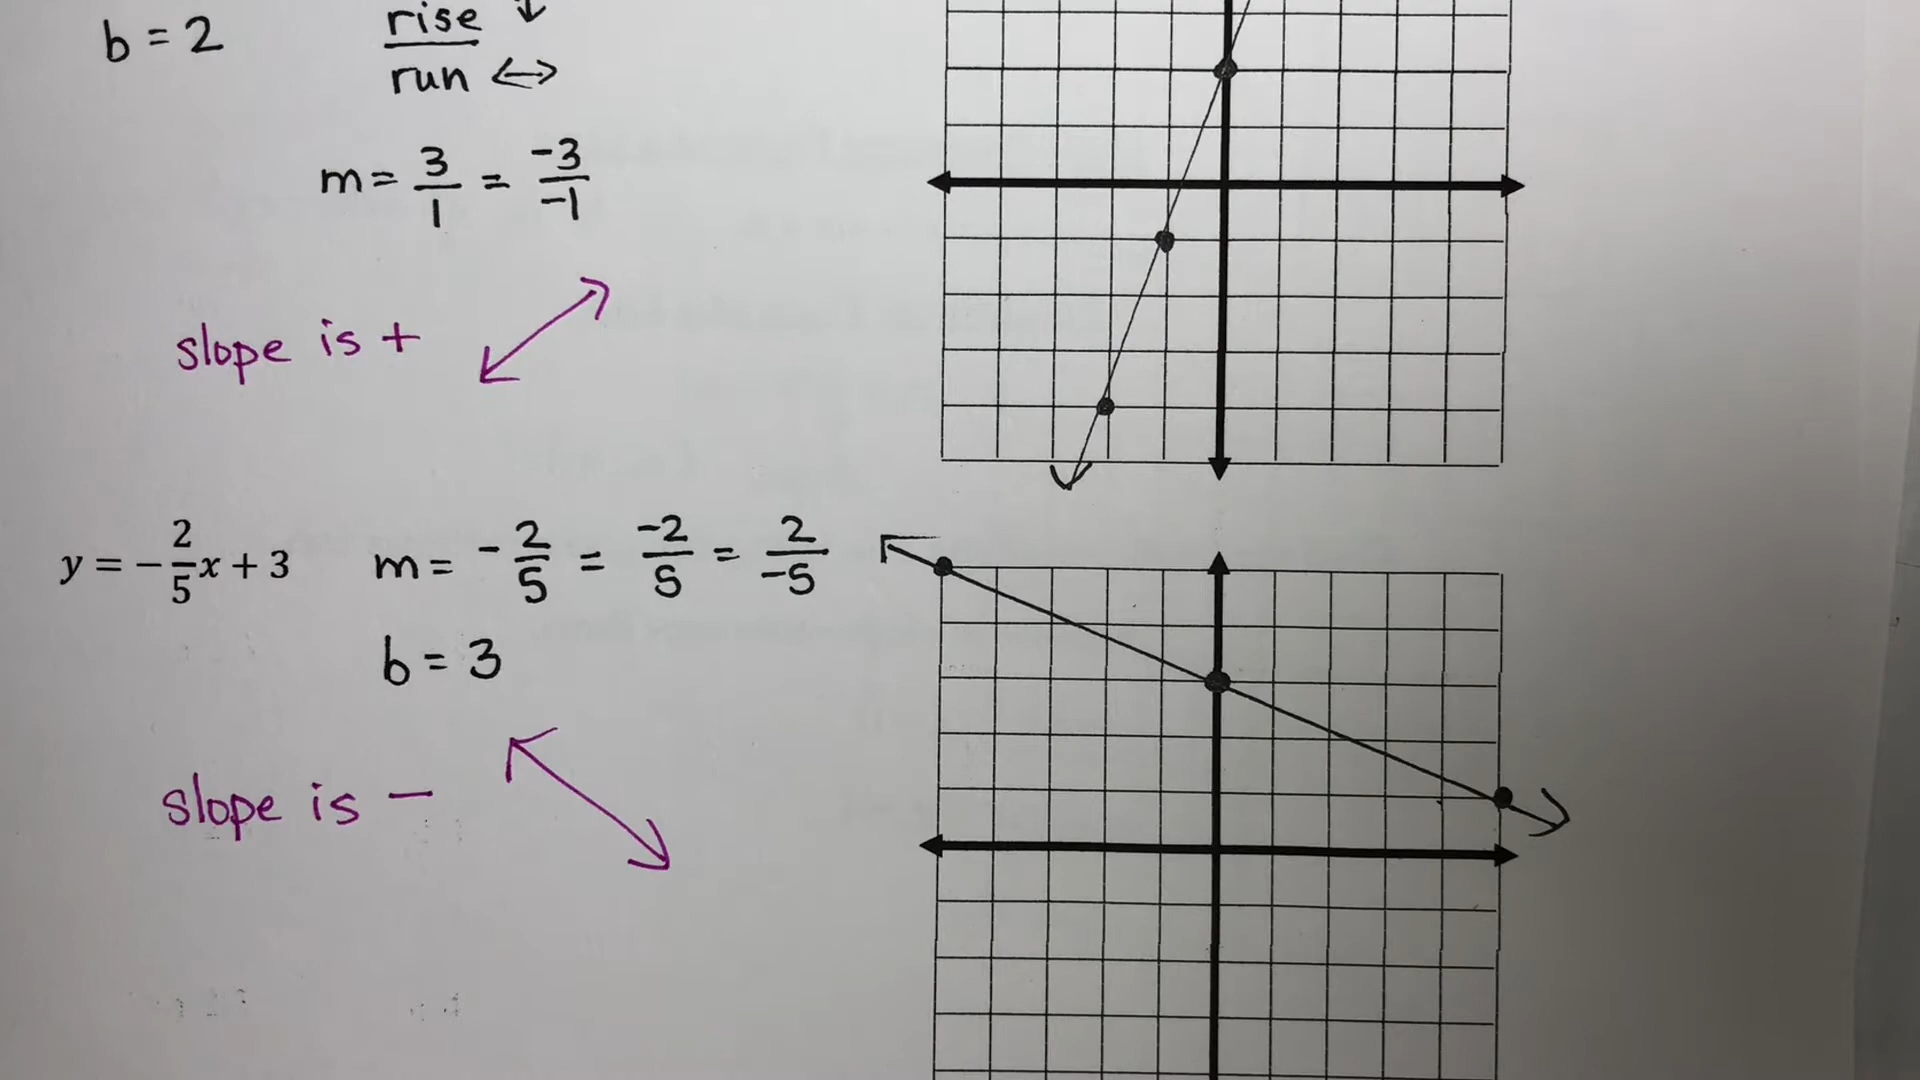 b = 2
rise ↓
run ↔
m = 3/1 = -3/-1
slope is +
y = −2/5x + 3
m = -2/5 = -2/5 = 2/-5
b = 3
slope is −